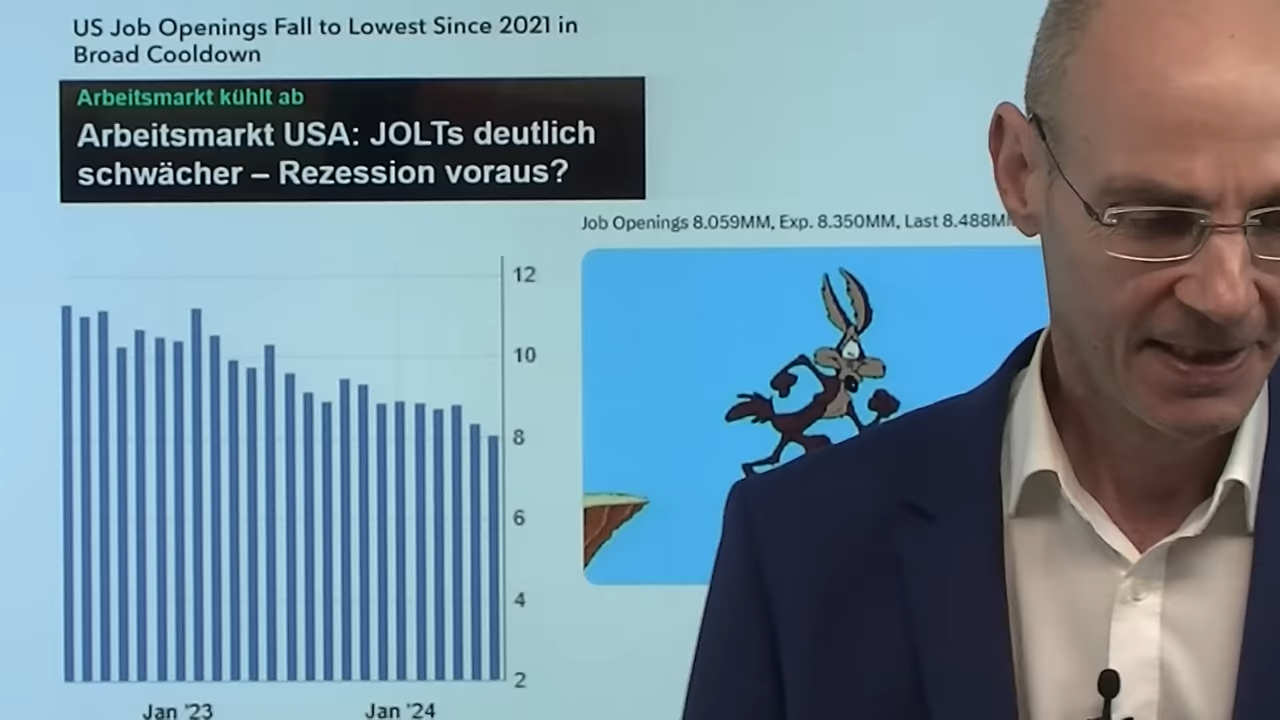 US Job Openings Fall to Lowest Since 2021 in
Broad Cooldown
Arbeitsmarkt kühlt ab
Arbeitsmarkt USA: JOLTs deutlich
schwächer – Rezession voraus?
Job Openings 8.059MM, Exp. 8.350MM, Last 8.488M
12
10
8
6
4
2
Jan '23
Jan '24